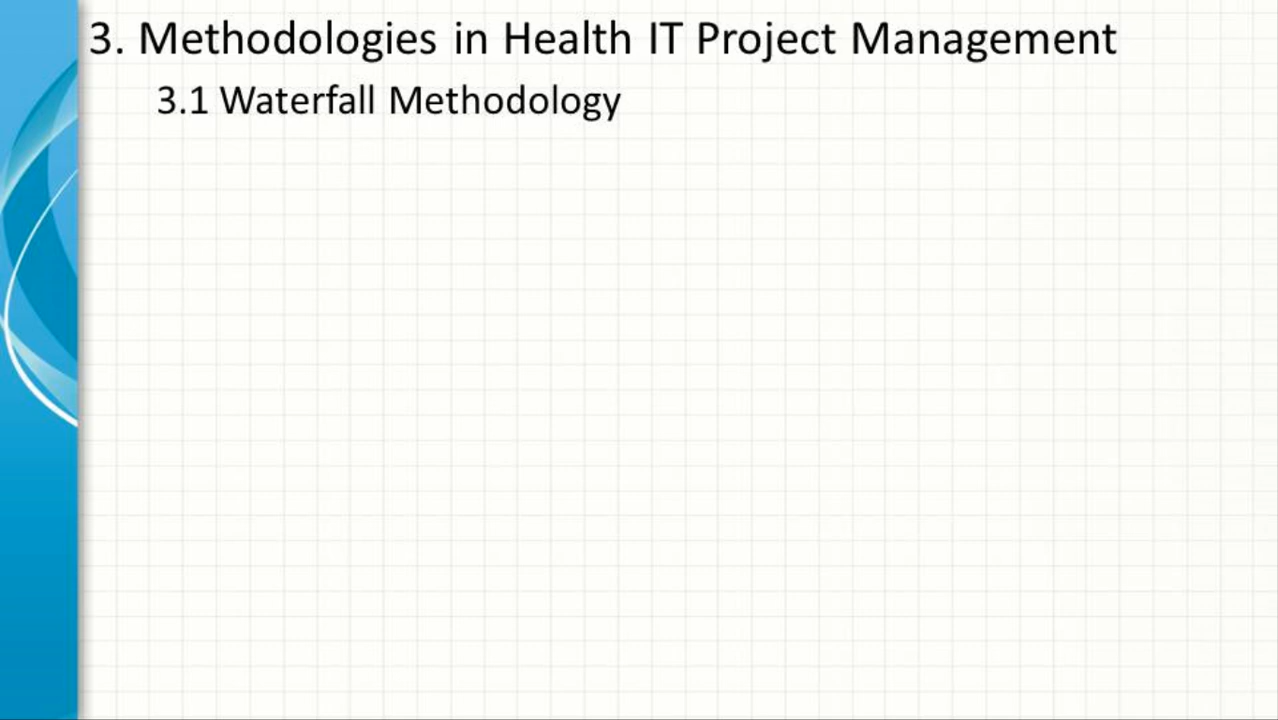 3. Methodologies in Health IT Project Management
3.1 Waterfall Methodology